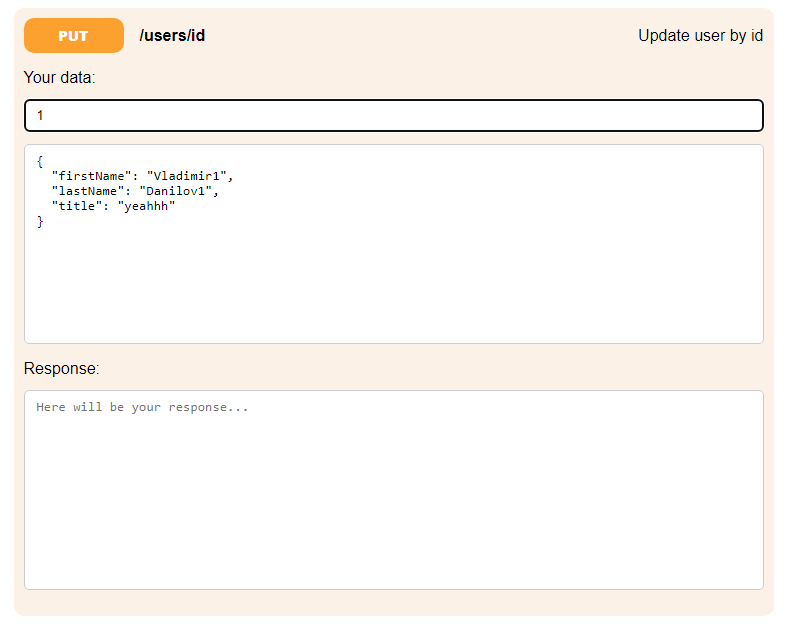 PUT /users/id Update user by id
Your data:
1
{
  "firstName": "Vladimir1",
  "lastName": "Danilov1",
  "title": "yeahhh"
}
Response:
Here will be your response...